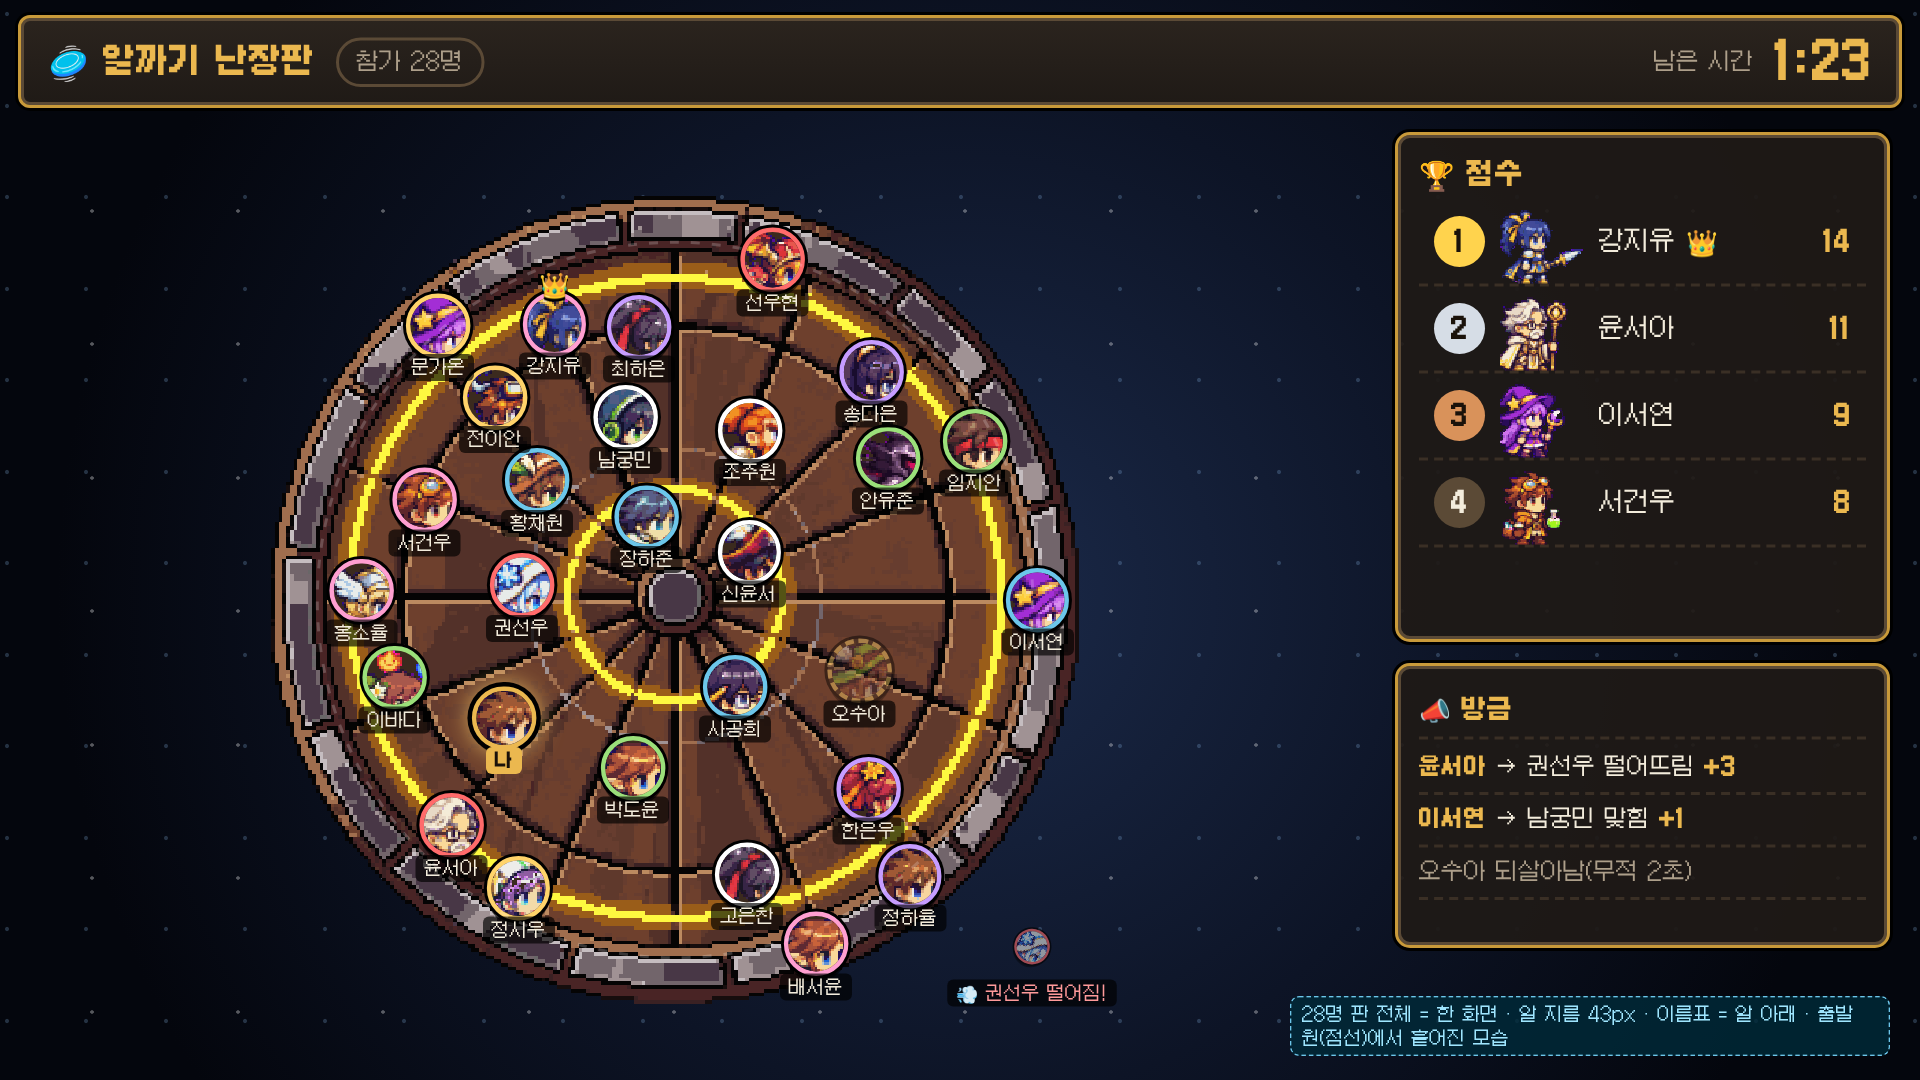 알까기 난장판
참가 28명
남은 시간 1:23
선우현
문가온
강지유
최하은
송다은
전이안
남궁민
조주원
안유준
임지안
황채원
서건우
장하준
신윤서
권선우
홍소율
이서연
이바다
나
사공희
오수아
박도윤
한은우
윤서아
정시우
고은찬
정하율
배서윤
권선우 떨어짐!
점수
1 강지유 14
2 윤서아 11
3 이서연 9
4 서건우 8
방금
윤서아 → 권선우 떨어뜨림 +3
이서연 → 남궁민 맞힘 +1
오수아 되살아남(무적 2초)
28명 판 전체 = 한 화면 · 알 지름 43px · 이름표 = 알 아래 · 출발
원(점선)에서 흩어진 모습